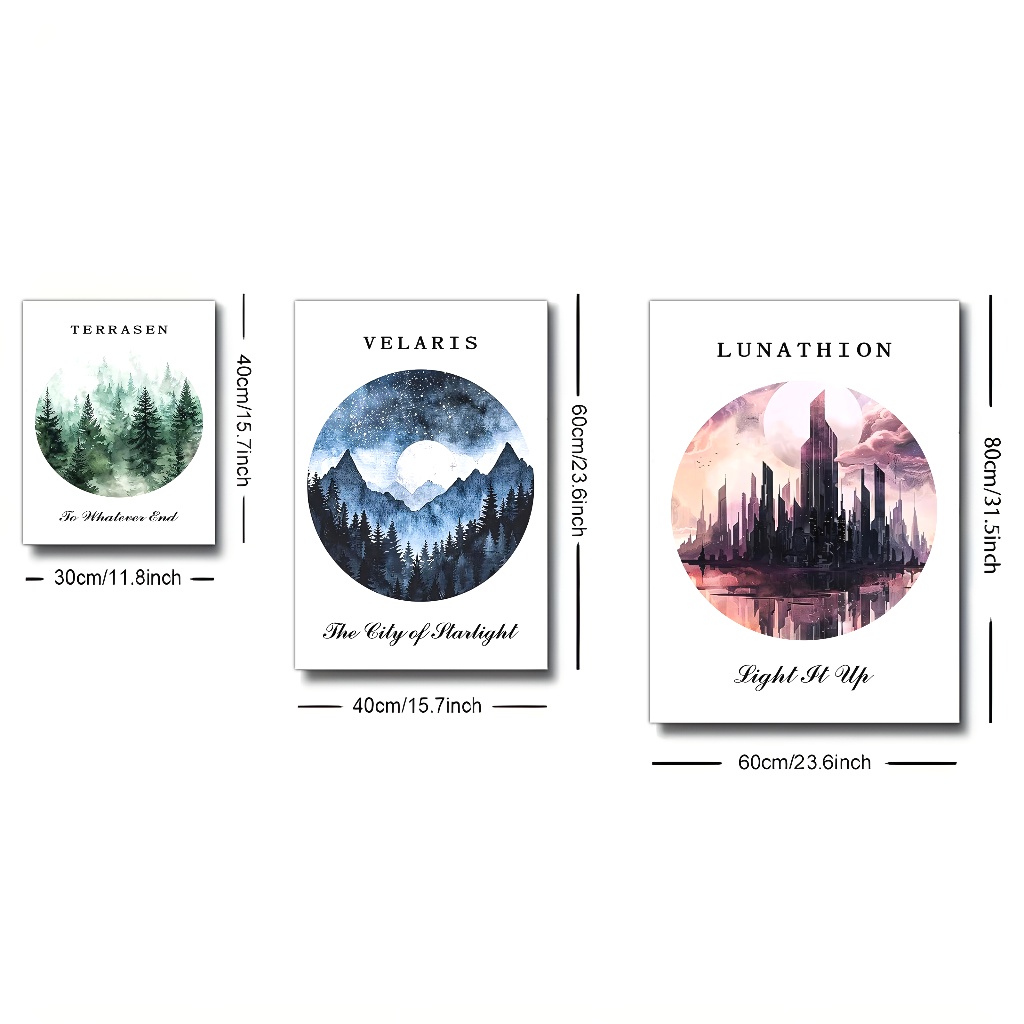 TERRASEN
To Whatever End
40cm/15.7inch
30cm/11.8inch
VELARIS
The City of Starlight
60cm/23.6inch
40cm/15.7inch
LUNATHION
Light It Up
80cm/31.5inch
60cm/23.6inch